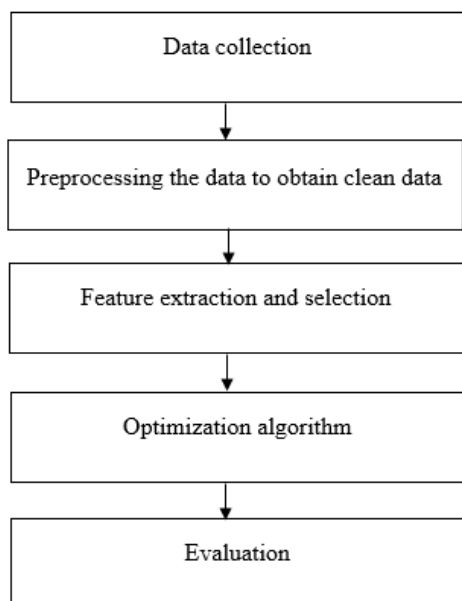 Data collection
Preprocessing the data to obtain clean data
Feature extraction and selection
Optimization algorithm
Evaluation